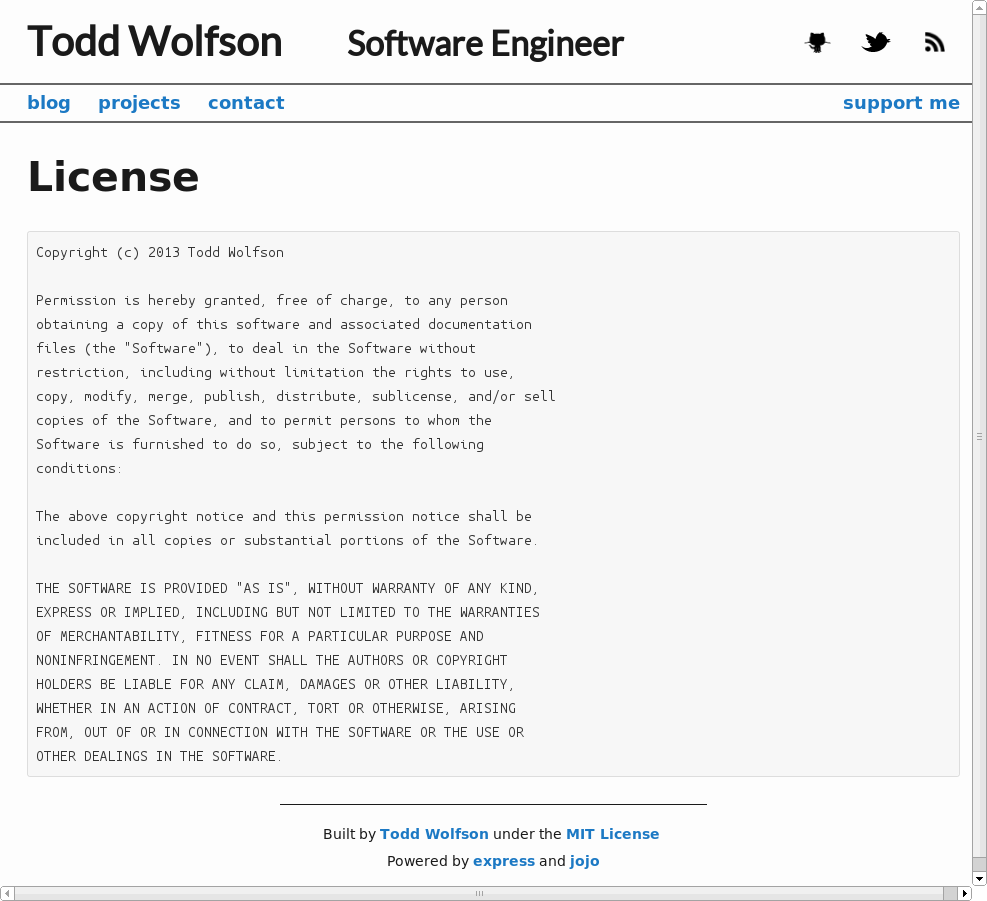 Todd Wolfson Software Engineer
blog projects contact support me
License
Copyright (c) 2013 Todd Wolfson
Permission is hereby granted, free of charge, to any person
obtaining a copy of this software and associated documentation
files (the "Software"), to deal in the Software without
restriction, including without limitation the rights to use,
copy, modify, merge, publish, distribute, sublicense, and/or sell
copies of the Software, and to permit persons to whom the
Software is furnished to do so, subject to the following
conditions:
The above copyright notice and this permission notice shall be
included in all copies or substantial portions of the Software.
THE SOFTWARE IS PROVIDED "AS IS", WITHOUT WARRANTY OF ANY KIND,
EXPRESS OR IMPLIED, INCLUDING BUT NOT LIMITED TO THE WARRANTIES
OF MERCHANTABILITY, FITNESS FOR A PARTICULAR PURPOSE AND
NONINFRINGEMENT. IN NO EVENT SHALL THE AUTHORS OR COPYRIGHT
HOLDERS BE LIABLE FOR ANY CLAIM, DAMAGES OR OTHER LIABILITY,
WHETHER IN AN ACTION OF CONTRACT, TORT OR OTHERWISE, ARISING
FROM, OUT OF OR IN CONNECTION WITH THE SOFTWARE OR THE USE OR
OTHER DEALINGS IN THE SOFTWARE.
Built by Todd Wolfson under the MIT License
Powered by express and jojo